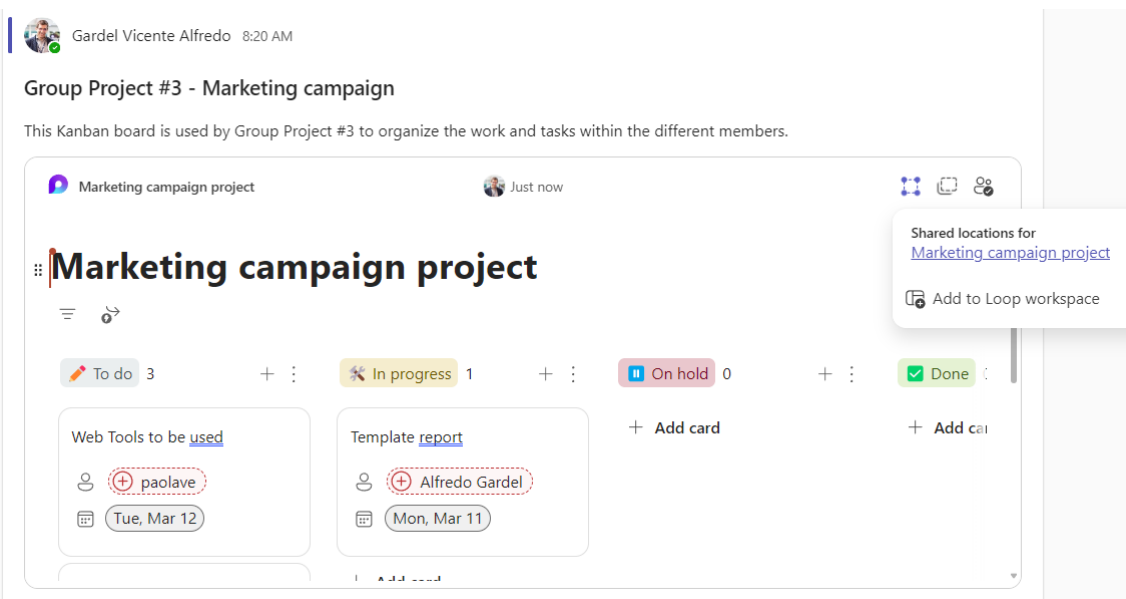 Gardel Vicente Alfredo 8:20 AM
Group Project #3 - Marketing campaign
This Kanban board is used by Group Project #3 to organize the work and tasks within the different members.
Marketing campaign project
Just now
Shared locations for
Marketing campaign project
Add to Loop workspace
Marketing campaign project
To do 3
In progress 1
On hold 0
Done
Web Tools to be used
paolave
Tue, Mar 12
Template report
Alfredo Gardel
Mon, Mar 11
Add card
Add card
Add